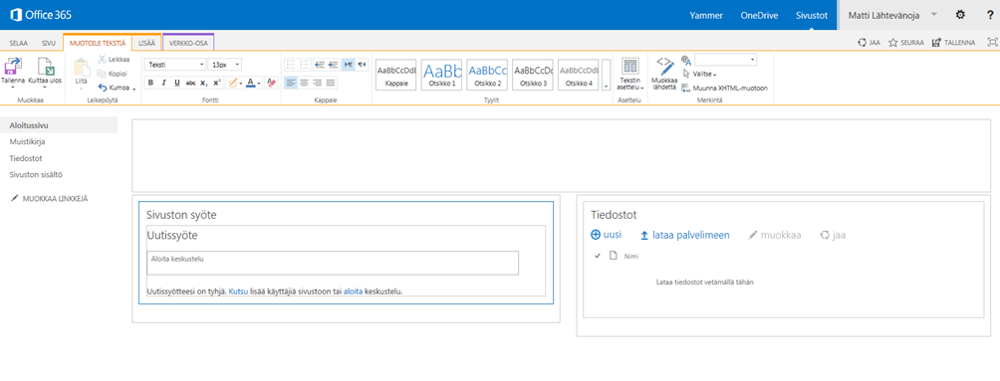 Office 365 Yammer OneDrive Sivustot Matti Lähtevänoja ?
SELAA SIVU MUOTOILE TEKSTIÄ LISÄÄ VERKKO-OSA JAA SEURAA TALLENNA
Tallenna Kuittaa ulos Liitä Leikkaa Kopioi Kumoa
Teksti 13px
B I U abc x₂ x² A
AaBbCcDdI AaBbC AaBbCc AaBbCcD AaBbCcDdI
Kappale Otsikko 1 Otsikko 2 Otsikko 3 Otsikko 4
Tekstin asettelu
Muokkaa lähdettä Valitse Muunna XHTML-muotoon
Muokkaa Leikepöytä Fontti Kappale Tyylit Asettelu Merkintä
Aloitussivu
Muistikirja
Tiedostot
Sivuston sisältö
MUOKKAA LINKKEJÄ
Sivuston syöte
Uutissyöte
Aloita keskustelu
Uutissyötteesi on tyhjä. Kutsu lisää käyttäjiä sivustoon tai aloita keskustelu.
Tiedostot
uusi lataa palvelimeen muokkaa jaa
Nimi
Lataa tiedostot vetämällä tähän